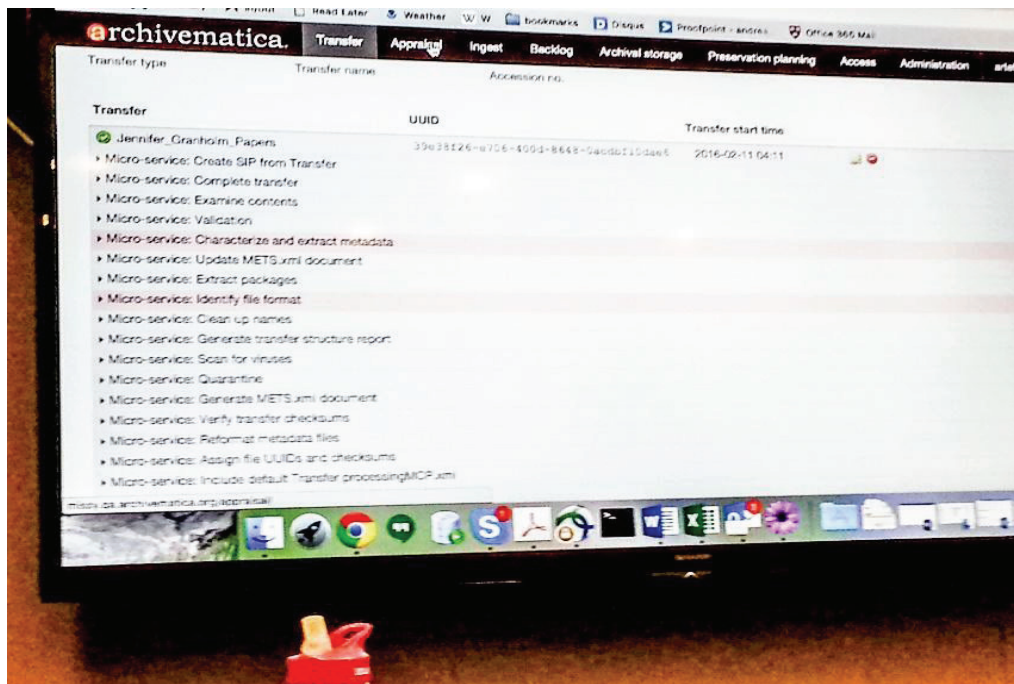 Read Later Weather W W bookmarks Disqus Proofpoint - andrea Office 365 Mail
archivematica. Transfer Appraisal Ingest Backlog Archival storage Preservation planning Access Administration
Transfer type Transfer name Accession no.
Transfer UUID Transfer start time
Jennifer_Granholm_Papers 2016-02-11 04:11
Micro-service: Create SIP from Transfer
Micro-service: Complete transfer
Micro-service: Examine contents
Micro-service: Validation
Micro-service: Characterize and extract metadata
Micro-service: Update METS.xml document
Micro-service: Extract packages
Micro-service: Identify file format
Micro-service: Clean up names
Micro-service: Generate transfer structure report
Micro-service: Scan for viruses
Micro-service: Quarantine
Micro-service: Generate METS.xml document
Micro-service: Verify transfer checksums
Micro-service: Reformat metadata files
Micro-service: Assign file UUIDs and checksums
Micro-service: Include default Transfer processingMCP.xml
SHARP